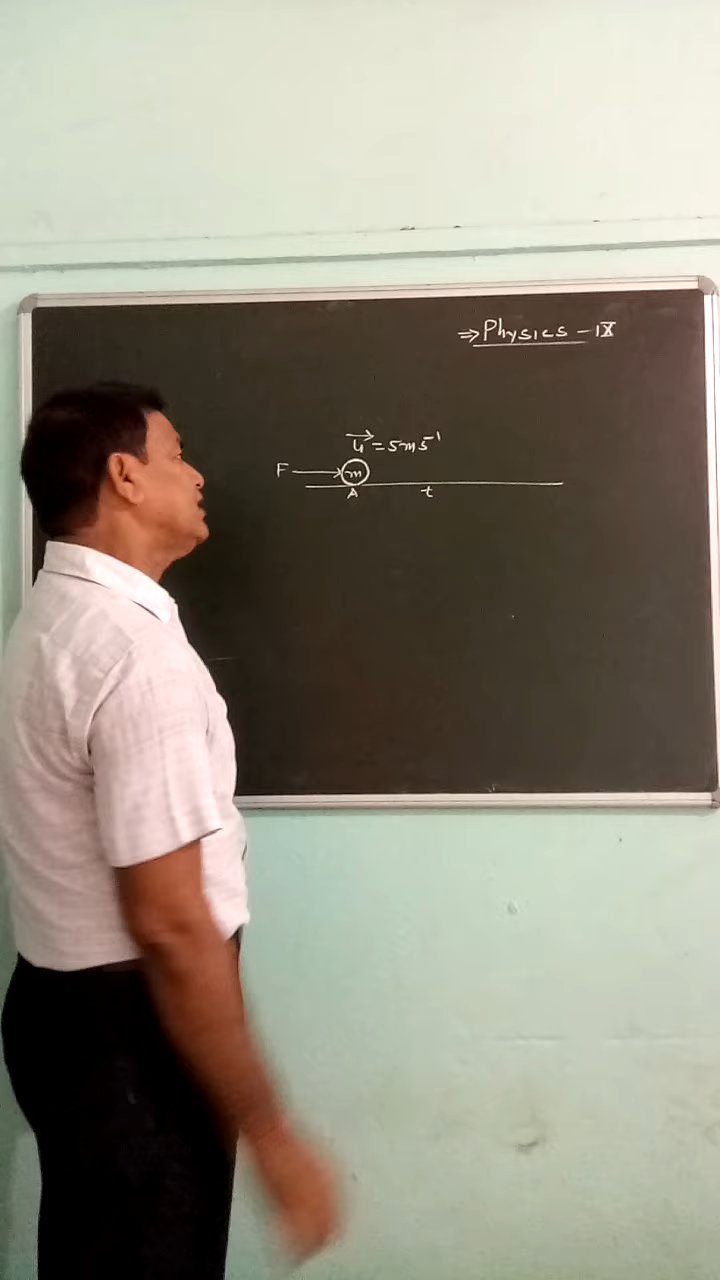 ⇒ Physics - IX
u⃗ = 5ms⁻¹
F → m
A t